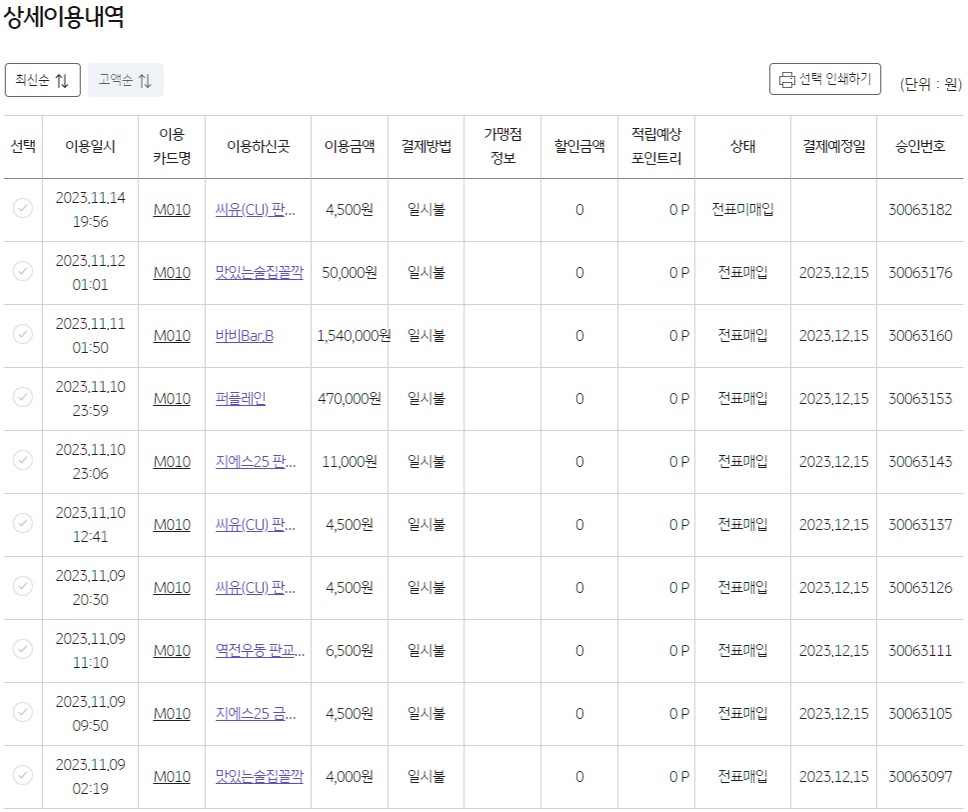 상세이용내역
최신순 고액순 선택 인쇄하기 (단위 : 원)
선택 이용일시 이용 카드명 이용하신곳 이용금액 결제방법 가맹점 정보 할인금액 적립예상 포인트리 상태 결제예정일 승인번호
2023.11.14 19:56 M010 씨유(CU) 판... 4,500원 일시불 0 0 P 전표미매입 30063182
2023.11.12 01:01 M010 맛있는술집꼴깍 50,000원 일시불 0 0 P 전표매입 2023.12.15 30063176
2023.11.11 01:50 M010 바비Bar.B 1,540,000원 일시불 0 0 P 전표매입 2023.12.15 30063160
2023.11.10 23:59 M010 퍼플레인 470,000원 일시불 0 0 P 전표매입 2023.12.15 30063153
2023.11.10 23:06 M010 지에스25 판... 11,000원 일시불 0 0 P 전표매입 2023.12.15 30063143
2023.11.10 12:41 M010 씨유(CU) 판... 4,500원 일시불 0 0 P 전표매입 2023.12.15 30063137
2023.11.09 20:30 M010 씨유(CU) 판... 4,500원 일시불 0 0 P 전표매입 2023.12.15 30063126
2023.11.09 11:10 M010 역전우동 판교... 6,500원 일시불 0 0 P 전표매입 2023.12.15 30063111
2023.11.09 09:50 M010 지에스25 금... 4,500원 일시불 0 0 P 전표매입 2023.12.15 30063105
2023.11.09 02:19 M010 맛있는술집꼴깍 4,000원 일시불 0 0 P 전표매입 2023.12.15 30063097